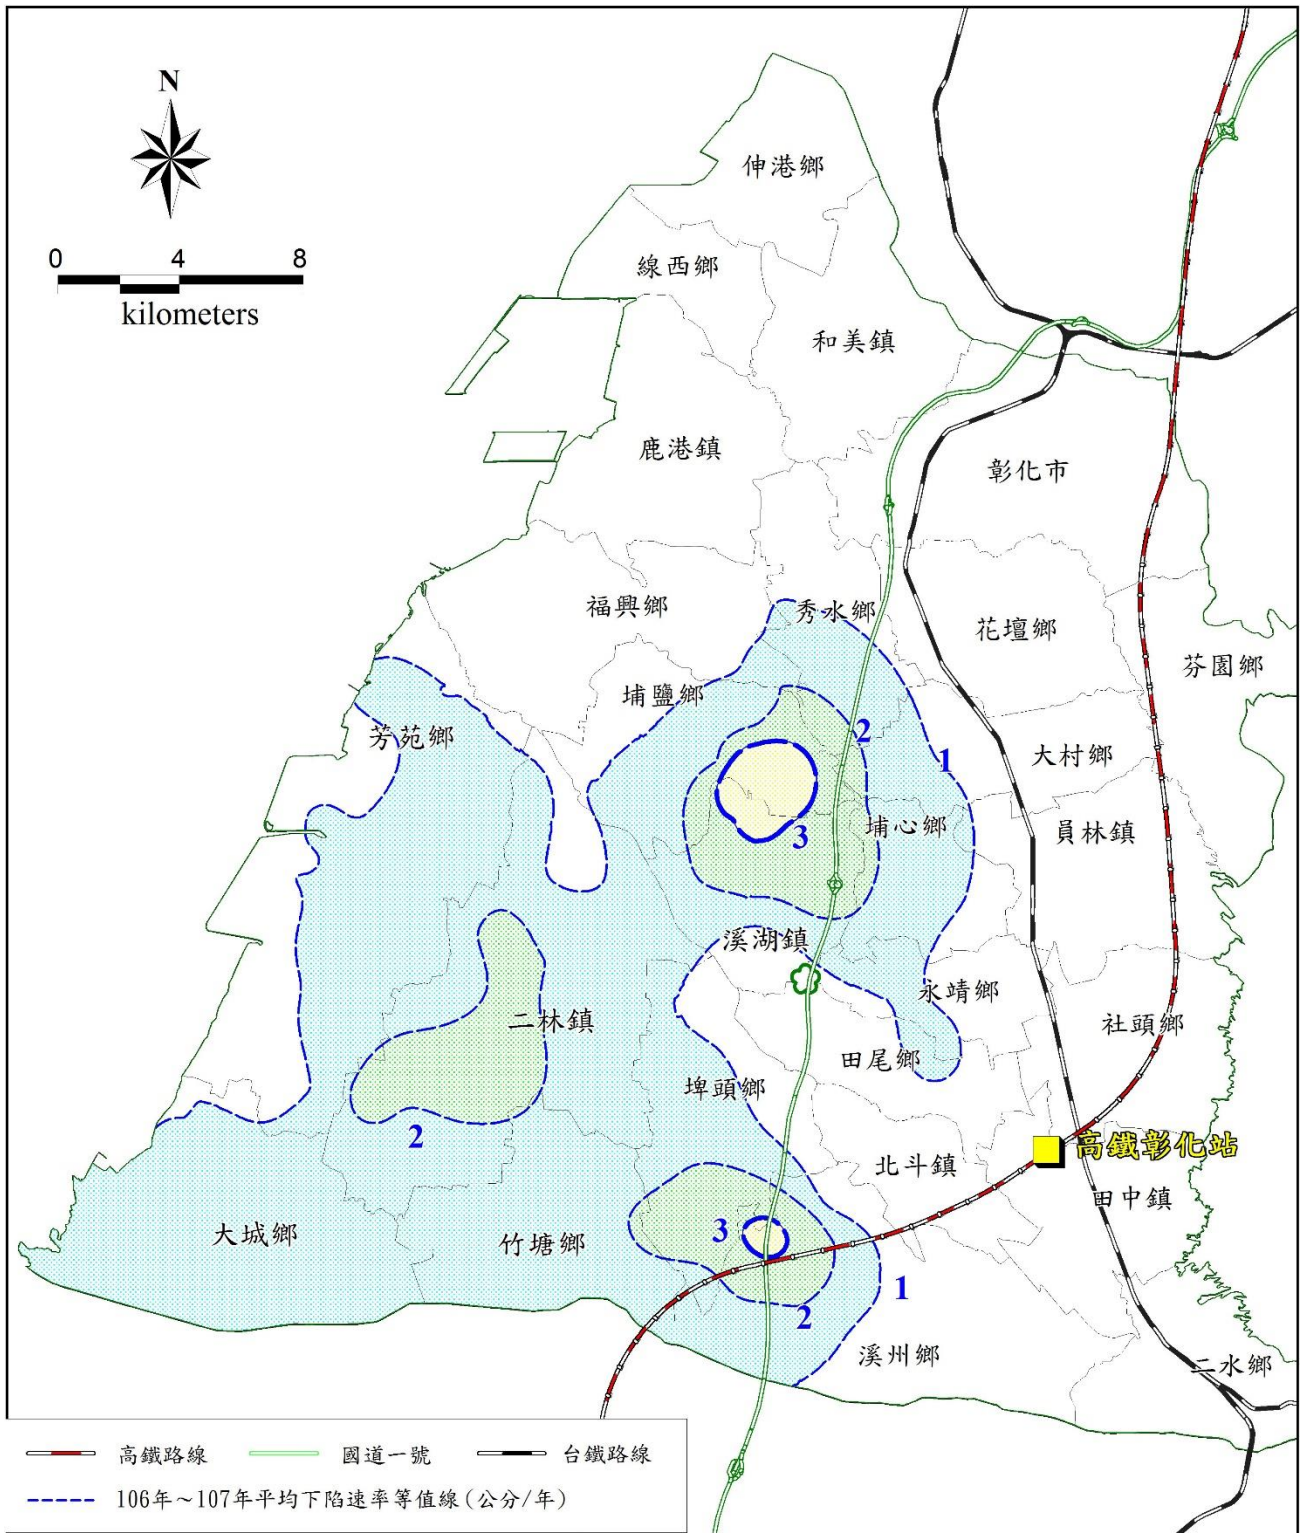 N
0 4 8
kilometers
伸港鄉
線西鄉
和美鎮
鹿港鎮
彰化市
福興鄉
秀水鄉
花壇鄉
芬園鄉
埔鹽鄉
芳苑鄉
2
1
大村鄉
3
埔心鄉
員林鎮
溪湖鎮
永靖鄉
二林鎮
社頭鄉
田尾鄉
埤頭鄉
2
高鐵彰化站
北斗鎮
田中鎮
大城鄉
竹塘鄉
3
1
2
溪州鄉
二水鄉
高鐵路線 國道一號 台鐵路線
106年～107年平均下陷速率等值線(公分/年)